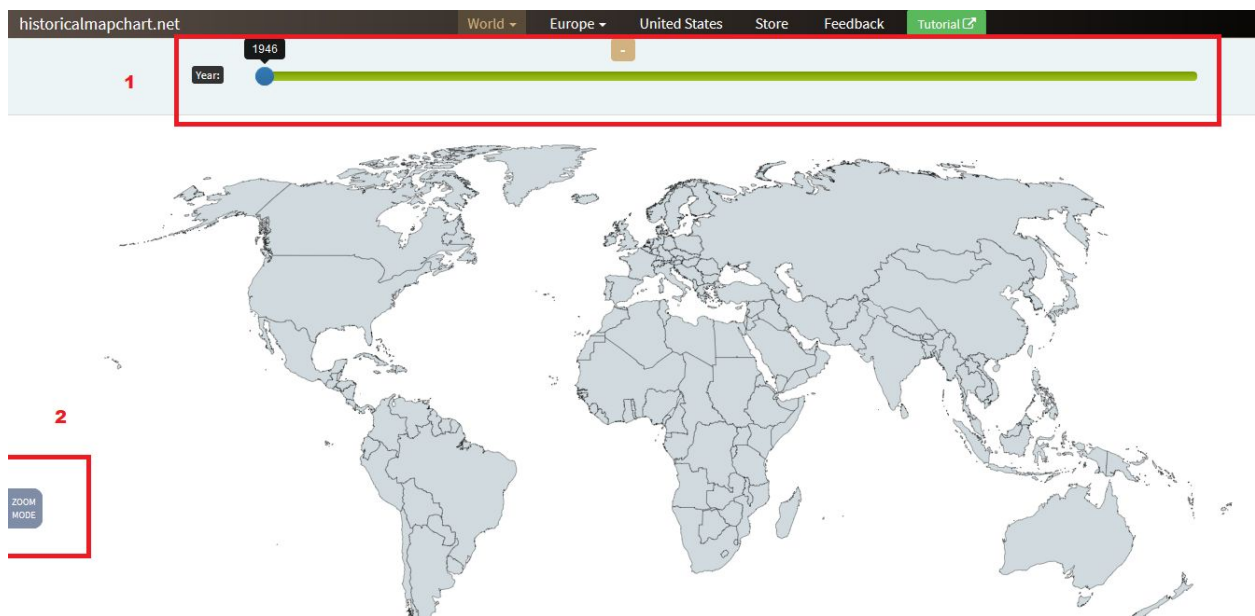 historicalmapchart.net World Europe United States Store Feedback Tutorial
1946 -
1 Year:
2
ZOOM
MODE